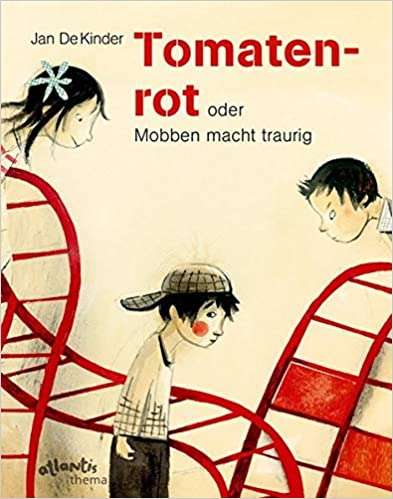 Jan De Kinder
Tomaten-
rot oder
Mobben macht traurig
atlantis
thema